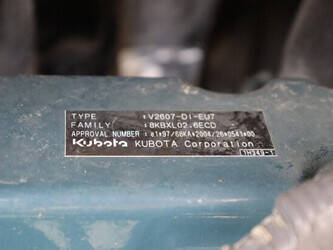 TYPE :V2607-DI-EU7
FAMILY :8KBXL02.6ECD
APPROVAL NUMBER :e1*97/68KA*2004/26*0541*00
Kubota KUBOTA Corporation